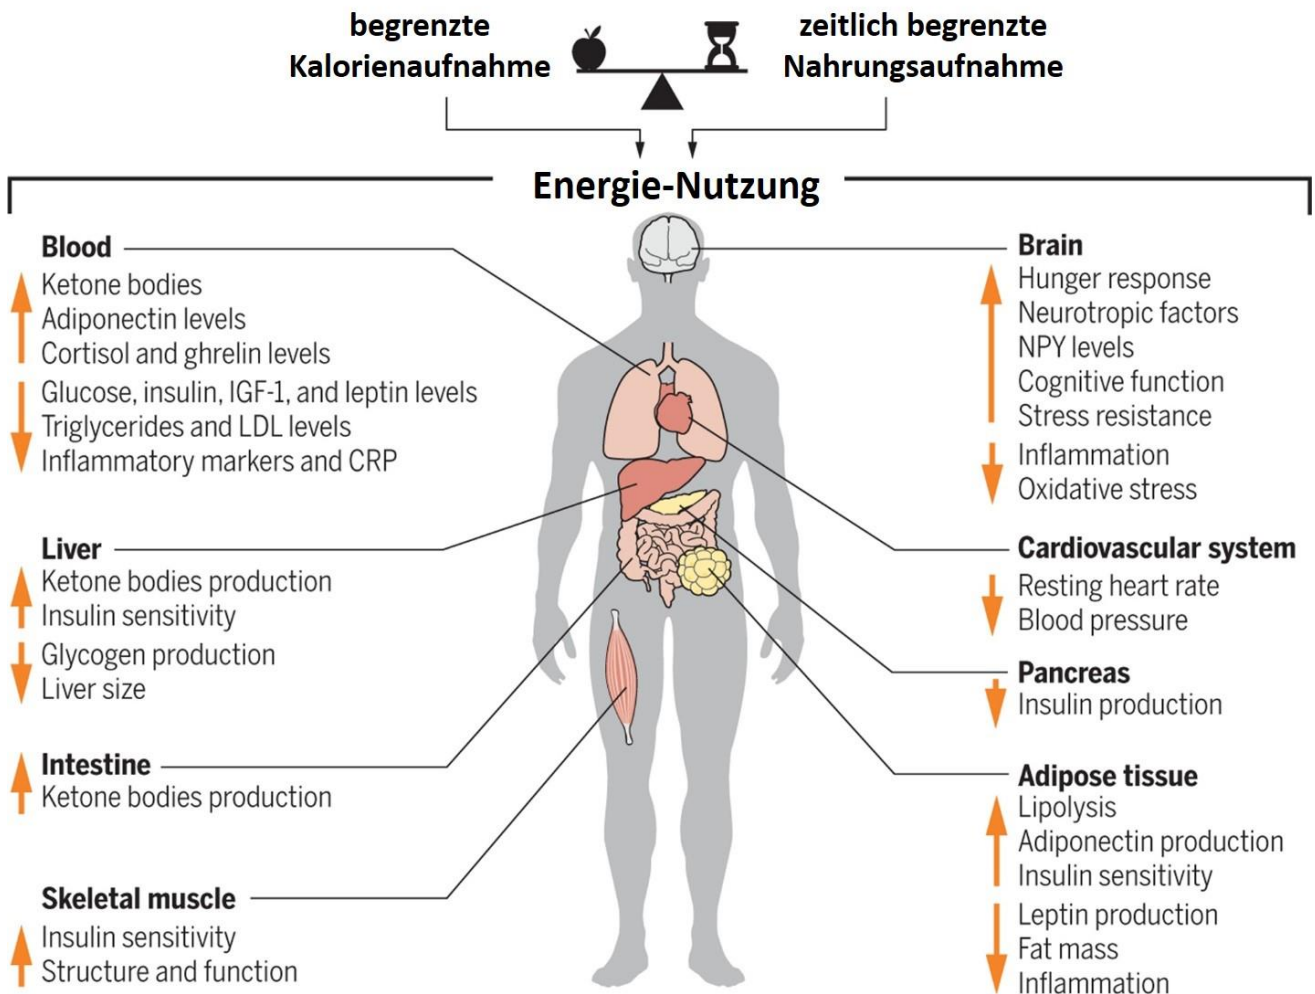 begrenzte
Kalorienaufnahme
zeitlich begrenzte
Nahrungsaufnahme
Energie-Nutzung
Blood
Ketone bodies
Adiponectin levels
Cortisol and ghrelin levels
Glucose, insulin, IGF-1, and leptin levels
Triglycerides and LDL levels
Inflammatory markers and CRP
Liver
Ketone bodies production
Insulin sensitivity
Glycogen production
Liver size
Intestine
Ketone bodies production
Skeletal muscle
Insulin sensitivity
Structure and function
Brain
Hunger response
Neurotropic factors
NPY levels
Cognitive function
Stress resistance
Inflammation
Oxidative stress
Cardiovascular system
Resting heart rate
Blood pressure
Pancreas
Insulin production
Adipose tissue
Lipolysis
Adiponectin production
Insulin sensitivity
Leptin production
Fat mass
Inflammation